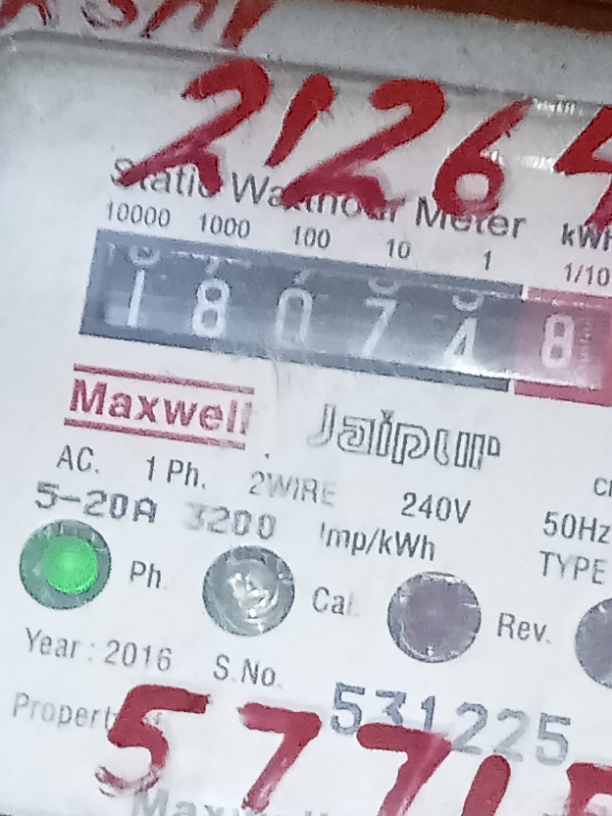 2126
Static Watthour Meter kWh
10000 1000 100 10 1 1/10
1 8 0 7 4 8
Maxwell Jaipur
AC. 1 Ph. 2WIRE 240V 50Hz
5-20A 3200 Imp/kWh TYPE
Ph. Cal. Rev.
Year : 2016 S.No. 531225
577